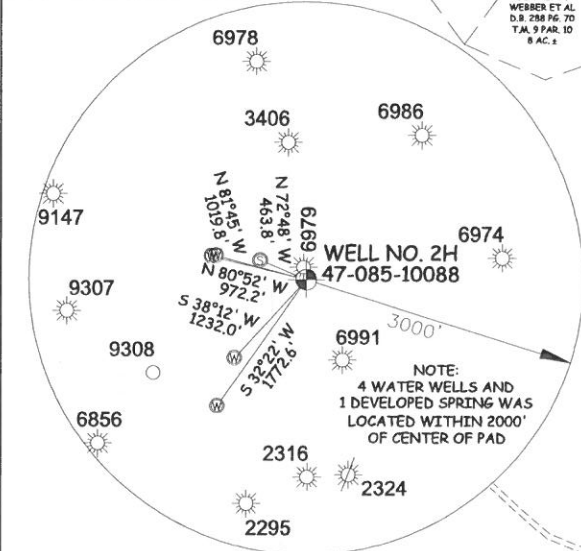 WEBBER ET AL
D.B. 288 PG. 70
T.M. 9 PAR. 10
8 AC. ±
6978
3406
6986
9147
N 81°45' W
1019.8'
N 72°48' W
463.8'
6979
6974
WELL NO. 2H
47-085-10088
S
W
N 80°52' W
972.2'
9307
S 38°12' W
1232.0'
3000'
9308
W
6991
S 32°22' W
1772.6'
NOTE:
4 WATER WELLS AND
1 DEVELOPED SPRING WAS
LOCATED WITHIN 2000'
OF CENTER OF PAD
W
6856
2316
2324
2295